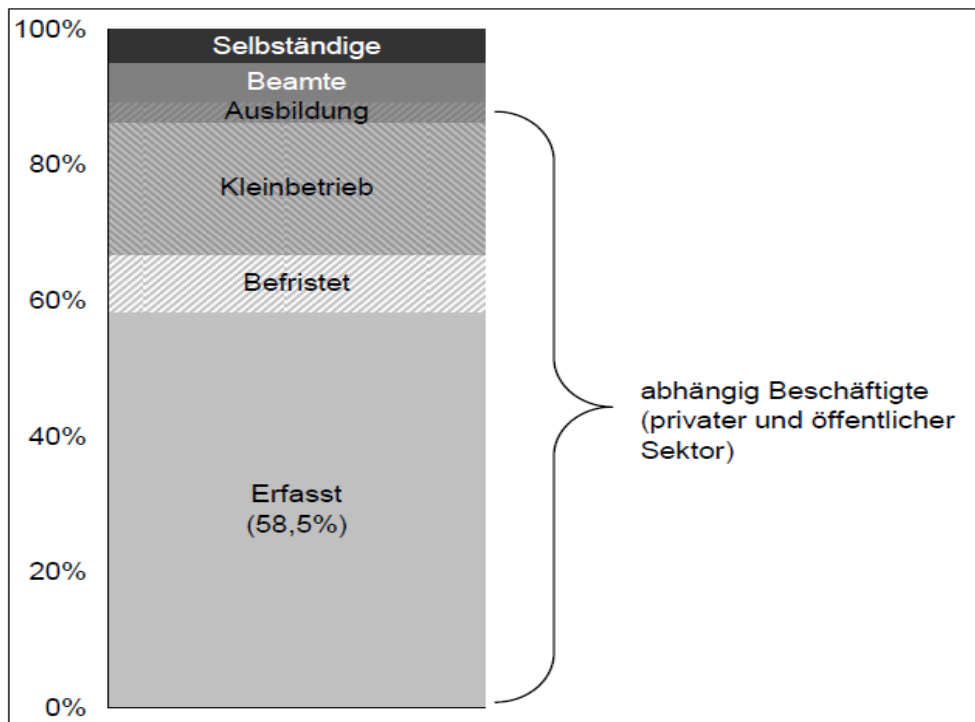 100%
Selbständige
Beamte
Ausbildung
80%
Kleinbetrieb
Befristet
60%
abhängig Beschäftigte
(privater und öffentlicher
Sektor)
40%
Erfasst
(58,5%)
20%
0%